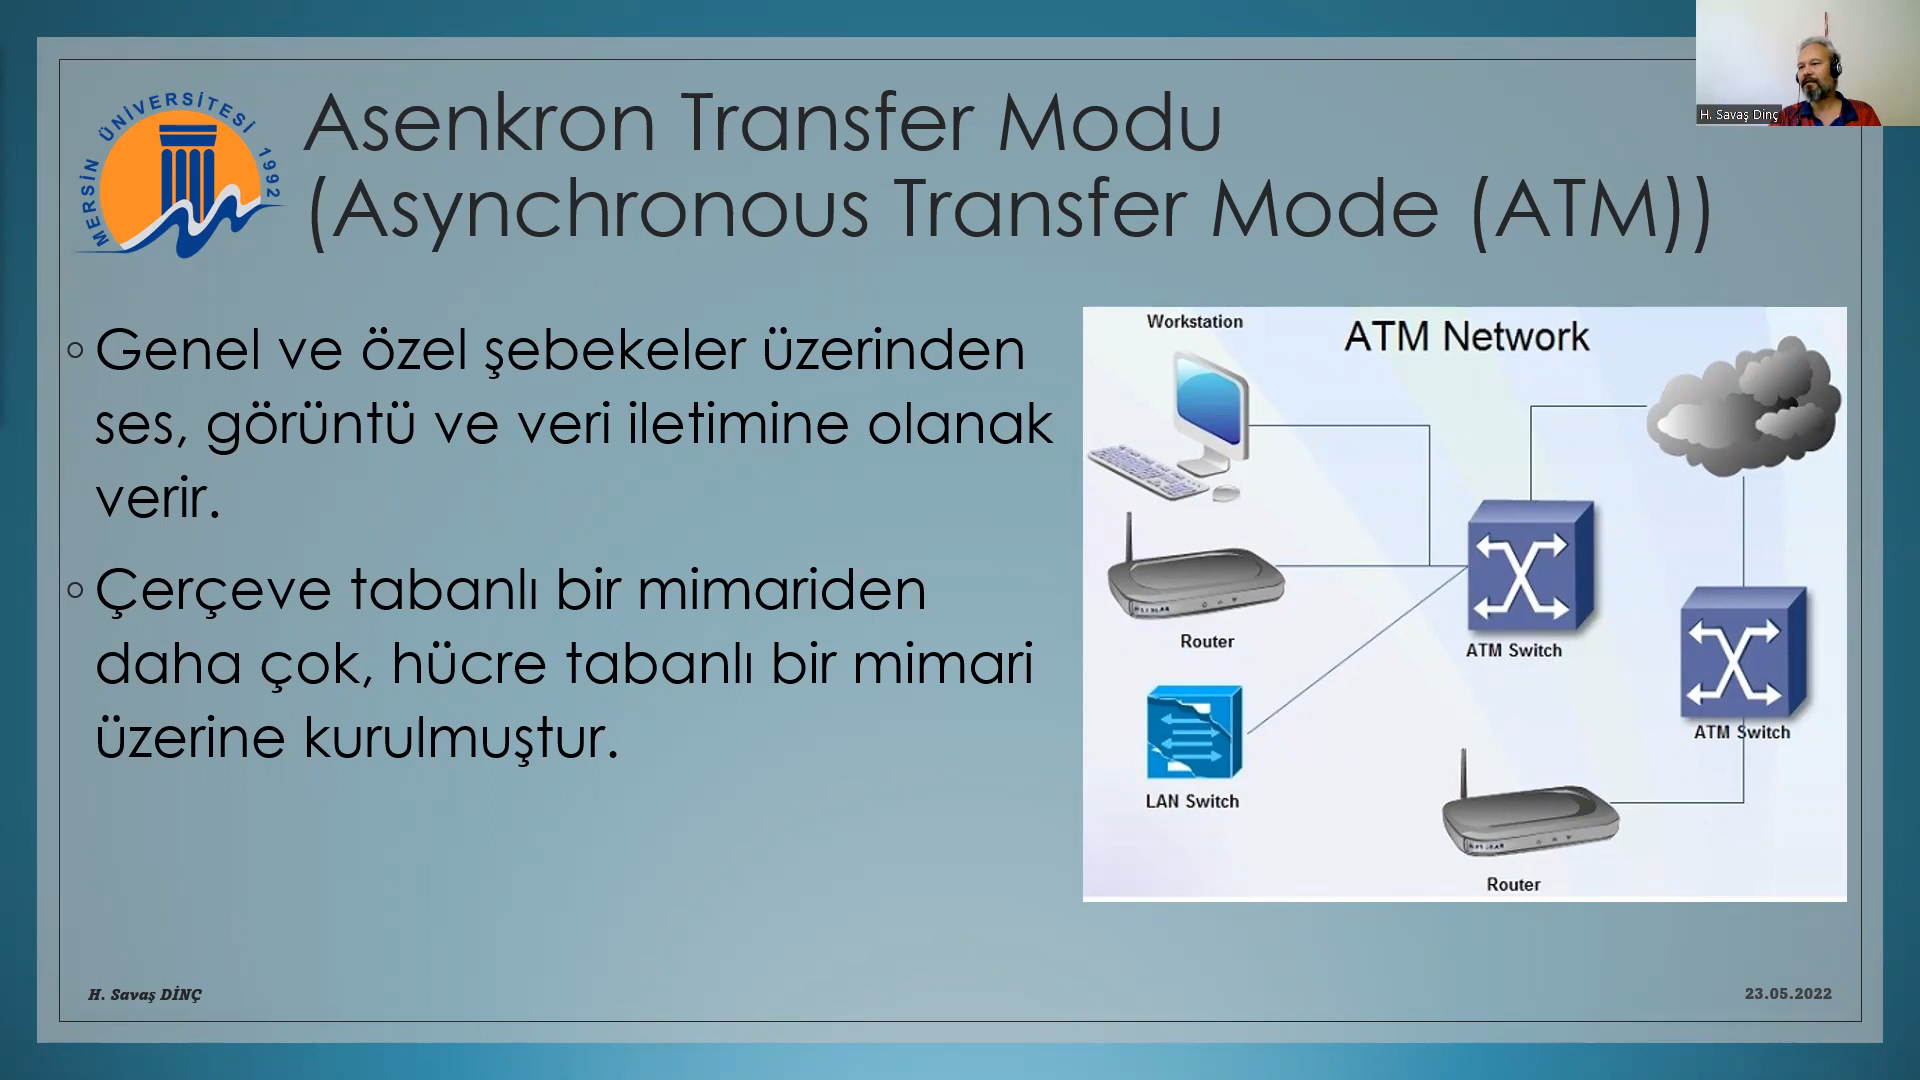 H. Savaş Dinç
MERSİN ÜNİVERSİTESİ 1992
Asenkron Transfer Modu
(Asynchronous Transfer Mode (ATM))
◦ Genel ve özel şebekeler üzerinden
ses, görüntü ve veri iletimine olanak
verir.
◦ Çerçeve tabanlı bir mimariden
daha çok, hücre tabanlı bir mimari
üzerine kurulmuştur.
Workstation
ATM Network
Router
ATM Switch
ATM Switch
LAN Switch
Router
H. Savaş DİNÇ
23.05.2022